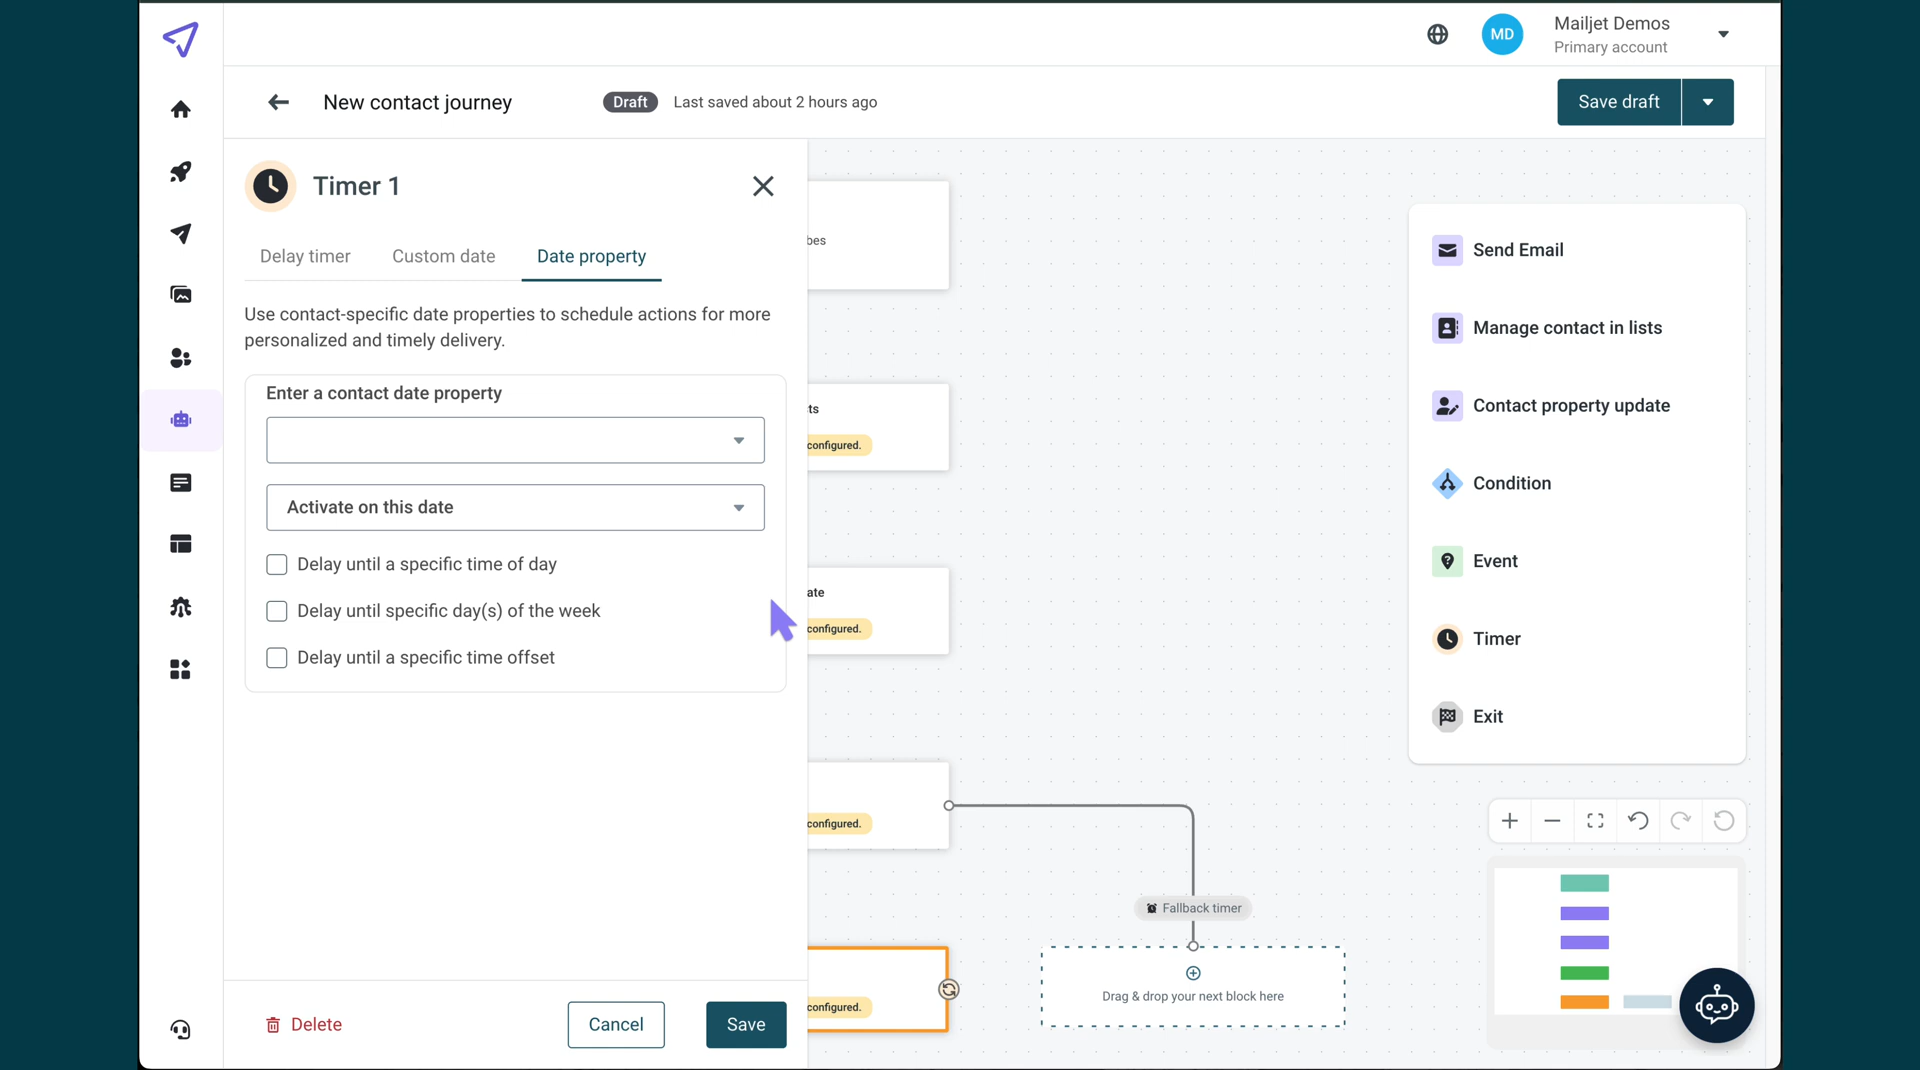 MD
Mailjet Demos
Primary account
New contact journey
Draft
Last saved about 2 hours ago
Save draft
Timer 1
Delay timer
Custom date
Date property
Use contact-specific date properties to schedule actions for more
personalized and timely delivery.
Enter a contact date property
Activate on this date
Delay until a specific time of day
Delay until specific day(s) of the week
Delay until a specific time offset
Delete
Cancel
Save
bes
ts
configured.
ate
configured.
configured.
configured.
Fallback timer
Drag & drop your next block here
Send Email
Manage contact in lists
Contact property update
Condition
Event
Timer
Exit